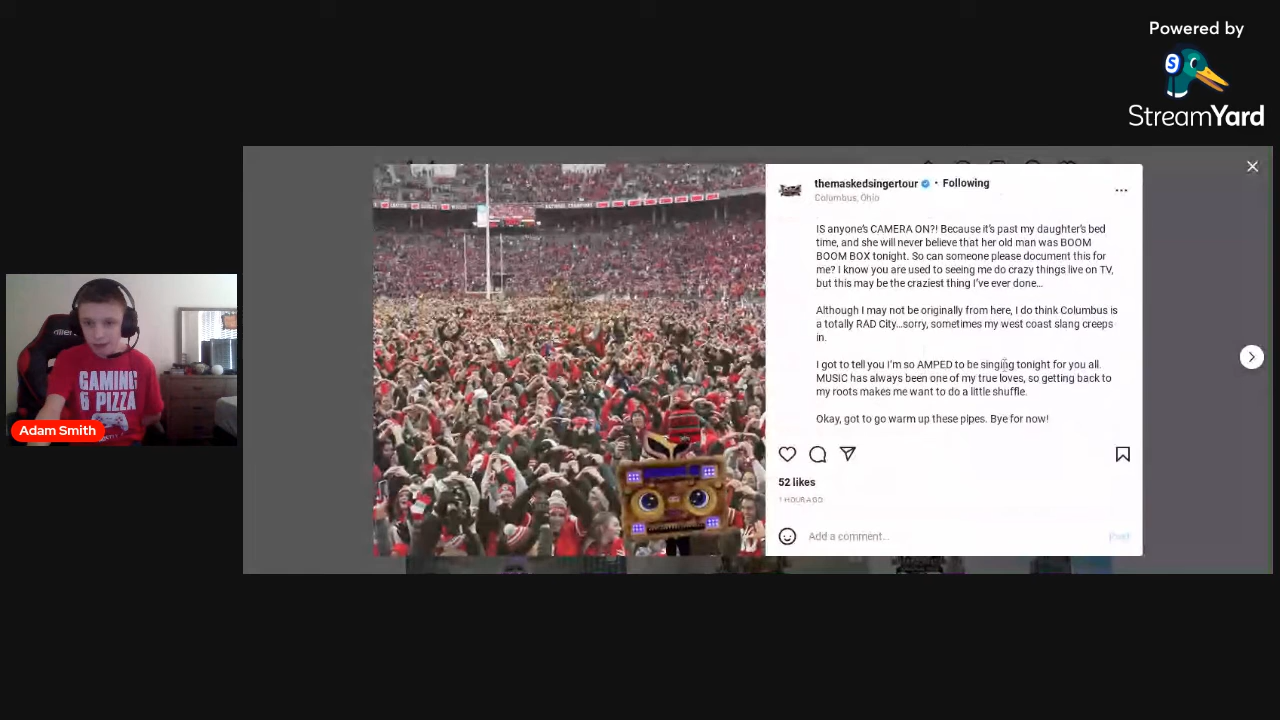 Powered by
S
StreamYard
themaskedsingertour • Following
Columbus, Ohio
IS anyone's CAMERA ON?! Because it's past my daughter's bed
time, and she will never believe that her old man was BOOM
BOOM BOX tonight. So can someone please document this for
me? I know you are used to seeing me do crazy things live on TV,
but this may be the craziest thing I've ever done…
Although I may not be originally from here, I do think Columbus is
a totally RAD City…sorry, sometimes my west coast slang creeps
in.
I got to tell you I'm so AMPED to be singing tonight for you all.
MUSIC has always been one of my true loves, so getting back to
my roots makes me want to do a little shuffle.
Okay, got to go warm up these pipes. Bye for now!
52 likes
1 HOUR AGO
Add a comment…
Post
GAMING
& PIZZA
Adam Smith